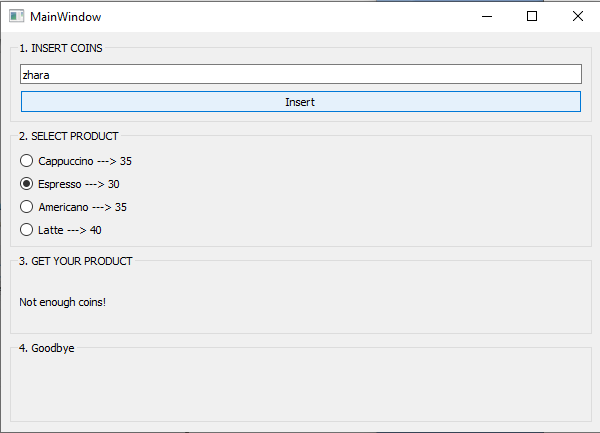 MainWindow
1. INSERT COINS
zhara
Insert
2. SELECT PRODUCT
Cappuccino ---> 35
Espresso ---> 30
Americano ---> 35
Latte ---> 40
3. GET YOUR PRODUCT
Not enough coins!
4. Goodbye